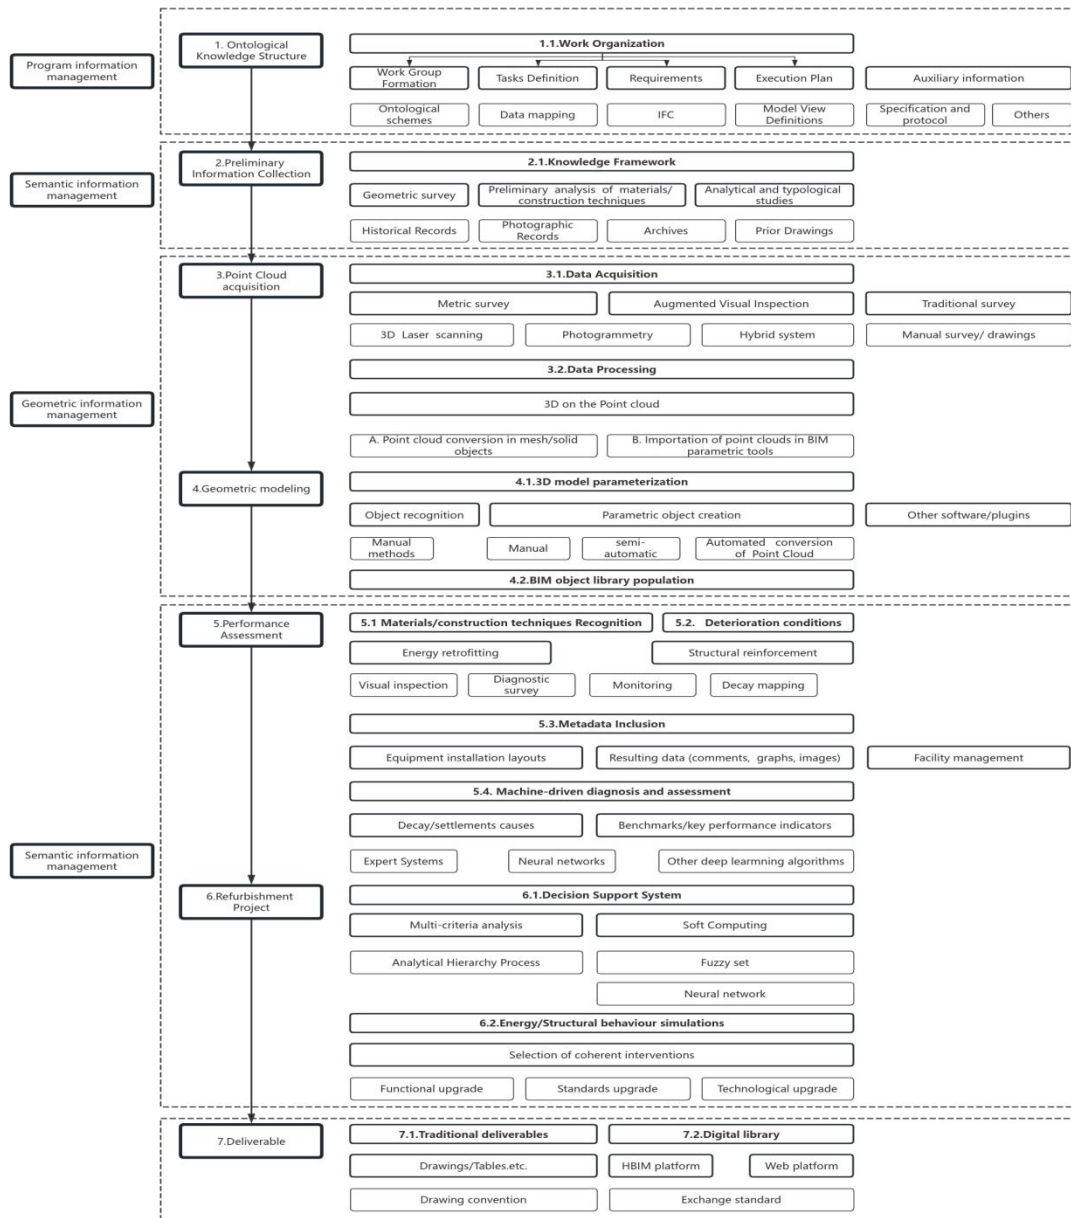 Program information
management
1. Ontological
Knowledge Structure
1.1.Work Organization
Work Group
Formation
Tasks Definition
Requirements
Execution Plan
Auxiliary information
Ontological
schemes
Data mapping
IFC
Model View
Definitions
Specification and
protocol
Others
Semantic information
management
2.Preliminary
Information Collection
2.1.Knowledge Framework
Geometric survey
Preliminary analysis of materials/
construction techniques
Analytical and typological
studies
Historical Records
Photographic
Records
Archives
Prior Drawings
Geometric information
management
3.Point Cloud
acquisition
3.1.Data Acquisition
Metric survey
Augmented Visual Inspection
Traditional survey
3D Laser scanning
Photogrammetry
Hybrid system
Manual survey/ drawings
3.2.Data Processing
3D on the Point cloud
A. Point cloud conversion in mesh/solid
objects
B. Importation of point clouds in BIM
parametric tools
4.Geometric modeling
4.1.3D model parameterization
Object recognition
Parametric object creation
Other software/plugins
Manual
methods
Manual
semi-
automatic
Automated conversion
of Point Cloud
4.2.BIM object library population
Semantic information
management
5.Performance
Assessment
5.1 Materials/construction techniques Recognition
5.2. Deterioration conditions
Energy retrofitting
Structural reinforcement
Visual inspection
Diagnostic
survey
Monitoring
Decay mapping
5.3.Metadata Inclusion
Equipment installation layouts
Resulting data (comments, graphs, images)
Facility management
5.4. Machine-driven diagnosis and assessment
Decay/settlements causes
Benchmarks/key performance indicators
Expert Systems
Neural networks
Other deep learmning algorithms
6.Refurbishment
Project
6.1.Decision Support System
Multi-criteria analysis
Soft Computing
Analytical Hierarchy Process
Fuzzy set
Neural network
6.2.Energy/Structural behaviour simulations
Selection of coherent interventions
Functional upgrade
Standards upgrade
Technological upgrade
7.Deliverable
7.1.Traditional deliverables
7.2.Digital library
Drawings/Tables.etc.
HBIM platform
Web platform
Drawing convention
Exchange standard